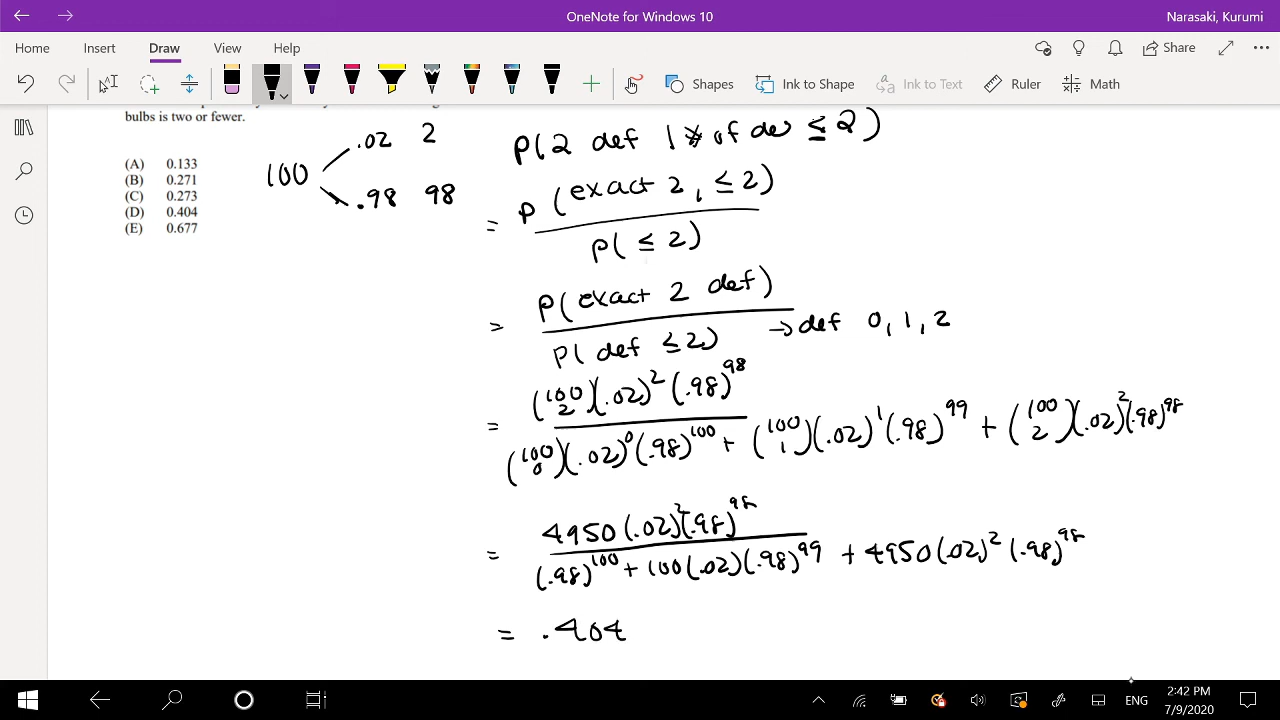 OneNote for Windows 10
Narasaki, Kurumi
Home Insert Draw View Help
Share
Shapes Ink to Shape Ink to Text Ruler Math
bulbs is two or fewer.
(A) 0.133
(B) 0.271
(C) 0.273
(D) 0.404
(E) 0.677
100
.02 2
.98 98
P(2 def | # of def ≤ 2)
= P(exact 2, ≤ 2)
P(≤ 2)
= P(exact 2 def)
P(def ≤ 2) → def 0, 1, 2
= (100 2)(.02)^2(.98)^98
(100 0)(.02)^0(.98)^100 + (100 1)(.02)^1(.98)^99 + (100 2)(.02)^2(.98)^98
= 4950(.02)^2(.98)^98
(.98)^100 + 100(.02)(.98)^99 + 4950(.02)^2(.98)^98
= .404
ENG
2:42 PM
7/9/2020